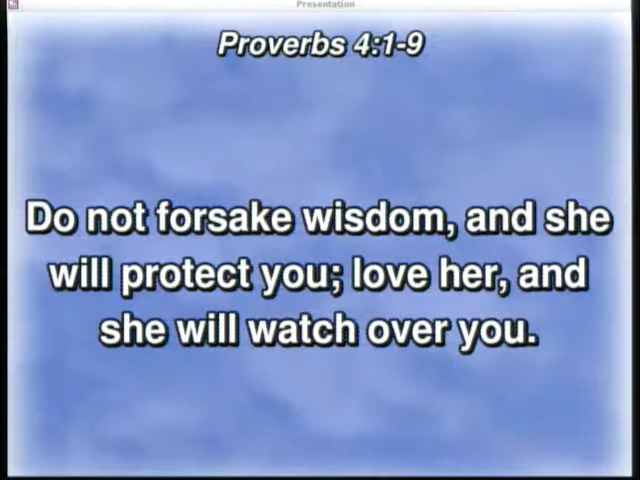 Presentation
Proverbs 4:1-9
Do not forsake wisdom, and she
will protect you; love her, and
she will watch over you.